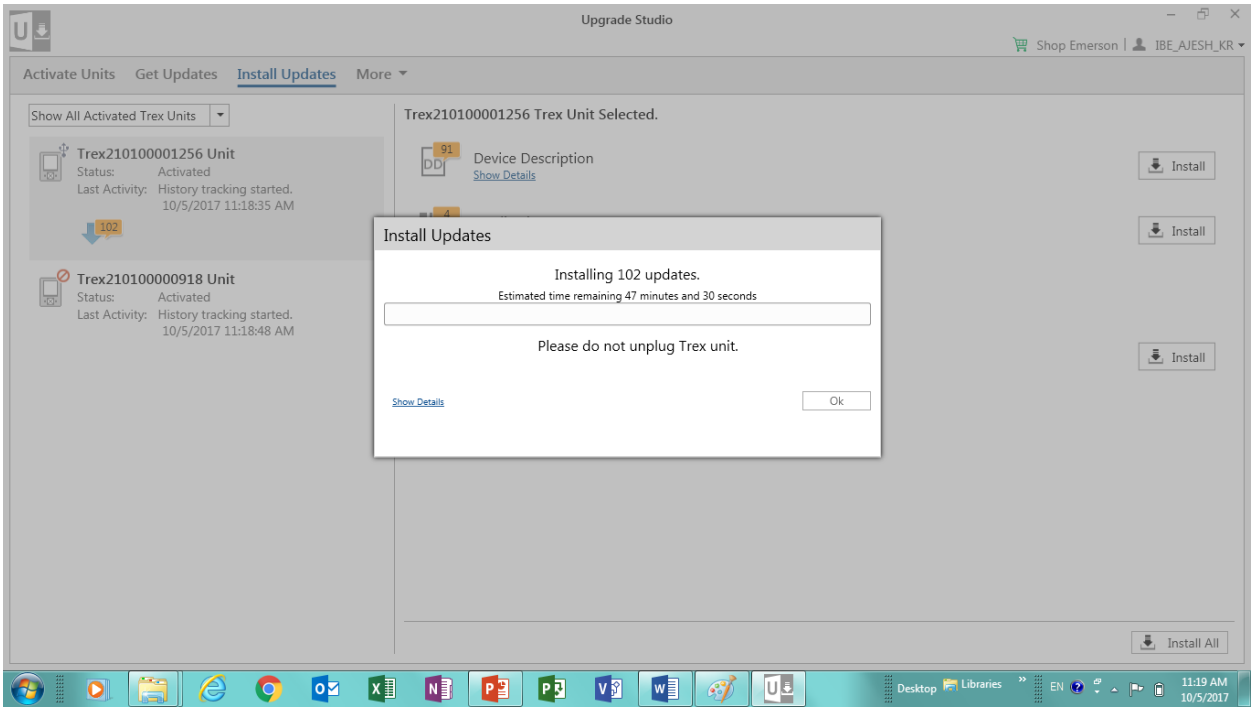 U
Upgrade Studio
Shop Emerson | IBE_AJESH_KR
Activate Units Get Updates Install Updates More
Show All Activated Trex Units
Trex210100001256 Unit
Status: Activated
Last Activity: History tracking started.
10/5/2017 11:18:35 AM
102
Trex210100000918 Unit
Status: Activated
Last Activity: History tracking started.
10/5/2017 11:18:48 AM
Trex210100001256 Trex Unit Selected.
91
DD
Device Description
Show Details
Install
4
Install
Install
Install Updates
Installing 102 updates.
Estimated time remaining 47 minutes and 30 seconds
Please do not unplug Trex unit.
Show Details
Ok
Install All
Desktop Libraries » EN 11:19 AM
10/5/2017